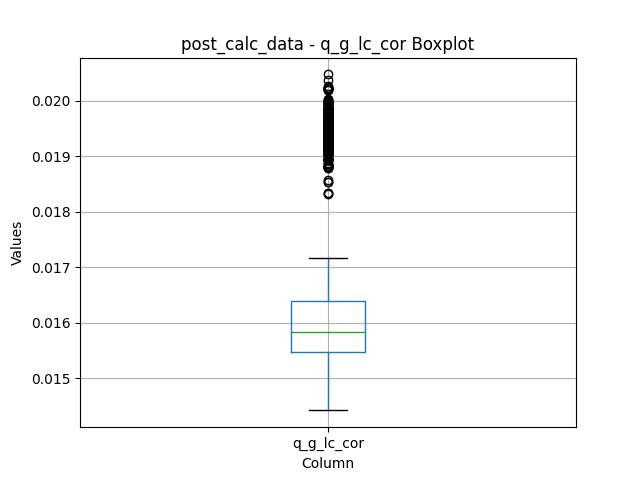 post_calc_data - q_g_lc_cor Boxplot
0.020
0.019
0.018
0.017
0.016
0.015
Values
q_g_lc_cor
Column